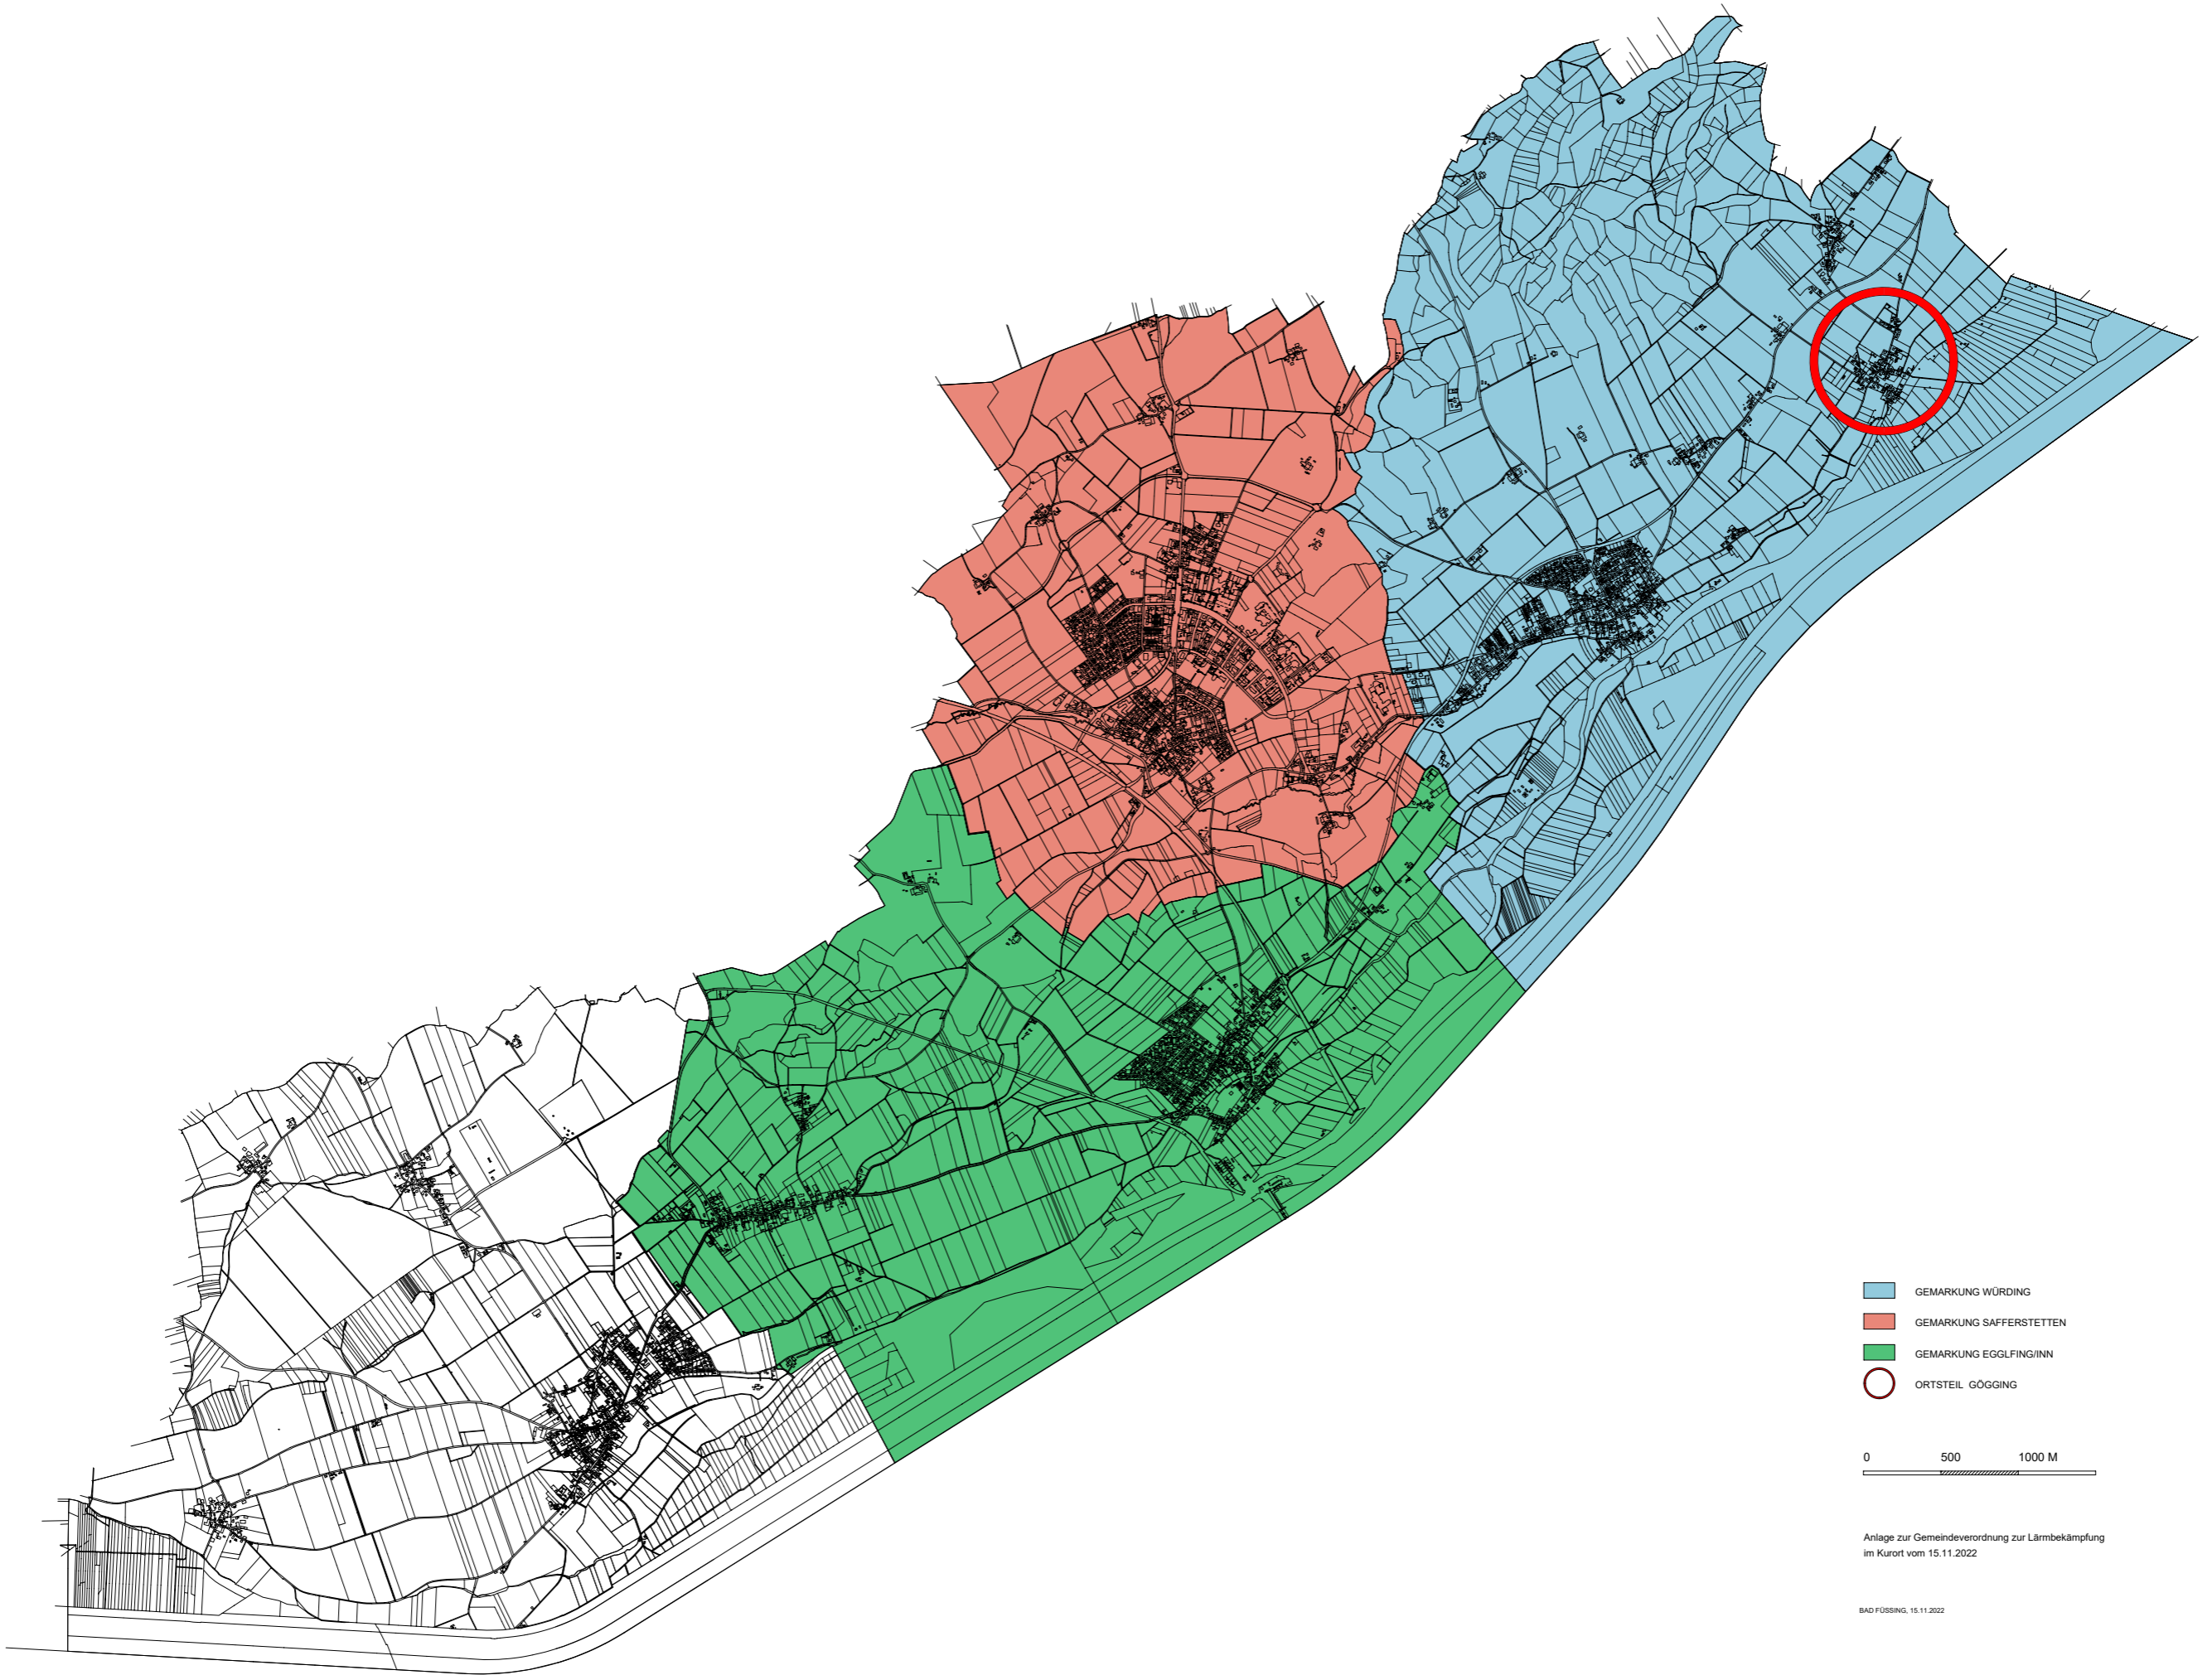 GEMARKUNG WÜRDING
GEMARKUNG SAFFERSTETTEN
GEMARKUNG EGGLFING/INN
ORTSTEIL GÖGGING
0 500 1000 M
Anlage zur Gemeindeverordnung zur Lärmbekämpfung
im Kurort vom 15.11.2022
BAD FÜSSING, 15.11.2022